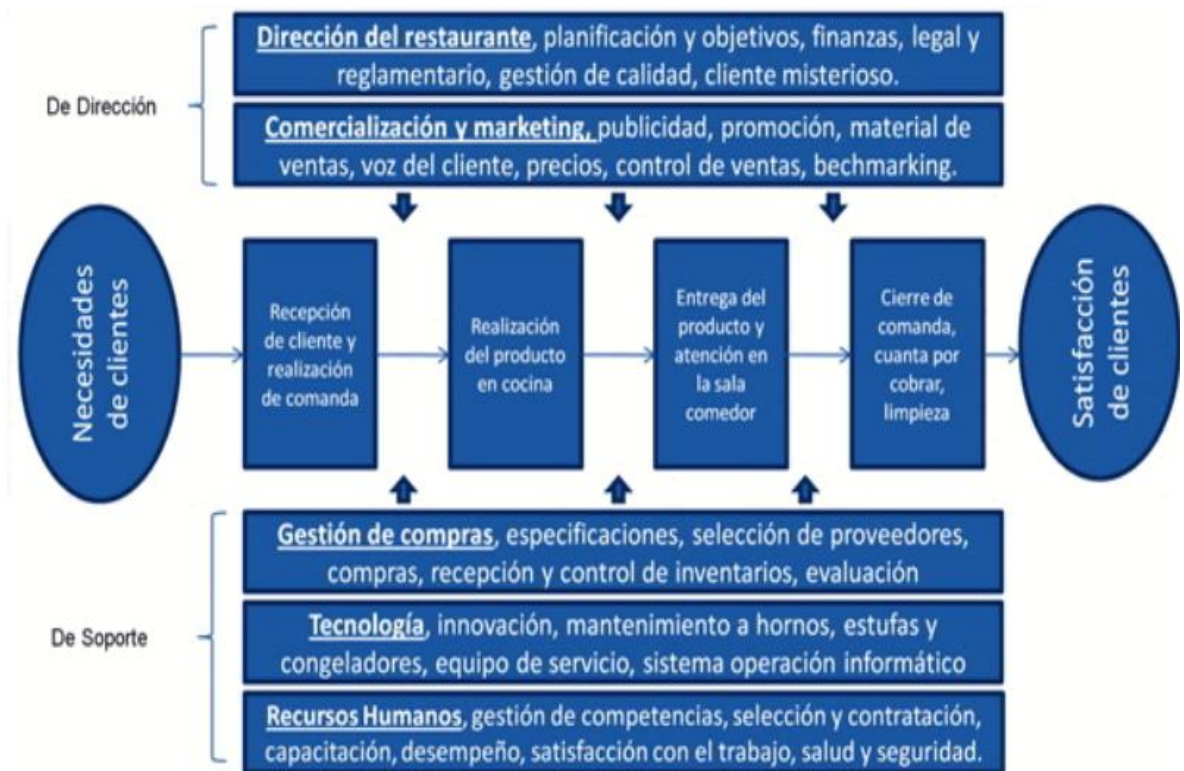 Dirección del restaurante, planificación y objetivos, finanzas, legal y
reglamentario, gestión de calidad, cliente misterioso.
De Dirección
Comercialización y marketing, publicidad, promoción, material de
ventas, voz del cliente, precios, control de ventas, bechmarking.
Necesidades
de clientes
Recepción
de cliente y
realización
de comanda
Realización
del producto
en cocina
Entrega del
producto y
atención en
la sala
comedor
Cierre de
comanda,
cuanta por
cobrar,
limpieza
Satisfacción
de clientes
Gestión de compras, especificaciones, selección de proveedores,
compras, recepción y control de inventarios, evaluación
De Soporte
Tecnología, innovación, mantenimiento a hornos, estufas y
congeladores, equipo de servicio, sistema operación informático
Recursos Humanos, gestión de competencias, selección y contratación,
capacitación, desempeño, satisfacción con el trabajo, salud y seguridad.